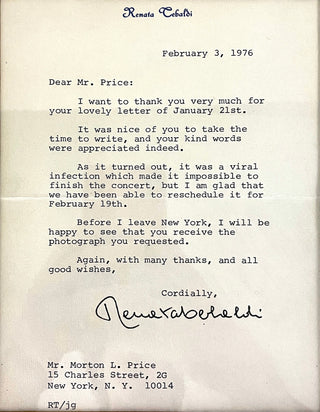 Renata Tebaldi
February 3, 1976
Dear Mr. Price:
I want to thank you very much for
your lovely letter of January 21st.
It was nice of you to take the
time to write, and your kind words
were appreciated indeed.
As it turned out, it was a viral
infection which made it impossible to
finish the concert, but I am glad that
we have been able to reschedule it for
February 19th.
Before I leave New York, I will be
happy to see that you receive the
photograph you requested.
Again, with many thanks, and all
good wishes,
Cordially,
Renata Tebaldi
Mr. Morton L. Price
15 Charles Street, 2G
New York, N. Y.  10014
RT/jg